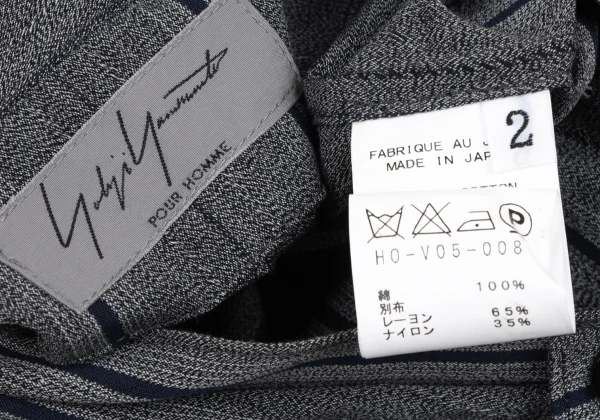 Yohji Yamamoto
POUR HOMME
2
FABRIQUE AU
MADE IN JAP
COTTON
HO-V05-008
綿 100%
別布
レーヨン 65%
ナイロン 35%